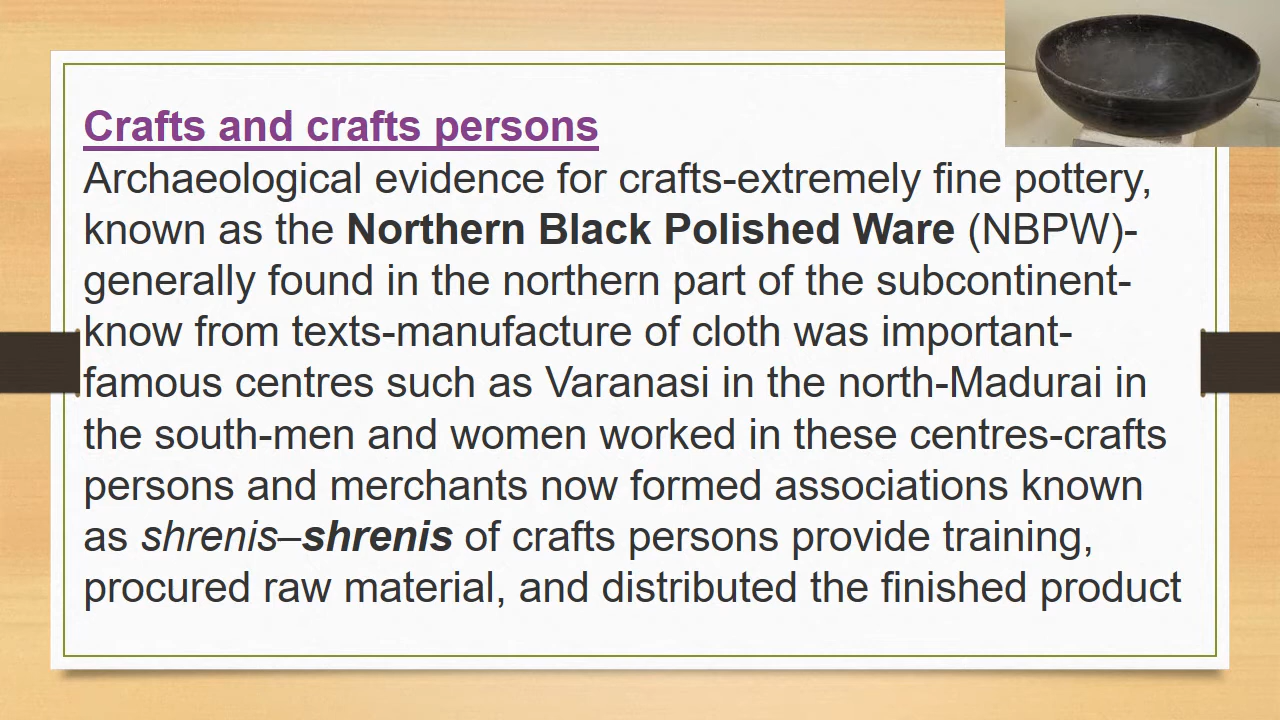 Crafts and crafts persons
Archaeological evidence for crafts-extremely fine pottery,
known as the Northern Black Polished Ware (NBPW)-
generally found in the northern part of the subcontinent-
know from texts-manufacture of cloth was important-
famous centres such as Varanasi in the north-Madurai in
the south-men and women worked in these centres-crafts
persons and merchants now formed associations known
as shrenis–shrenis of crafts persons provide training,
procured raw material, and distributed the finished product